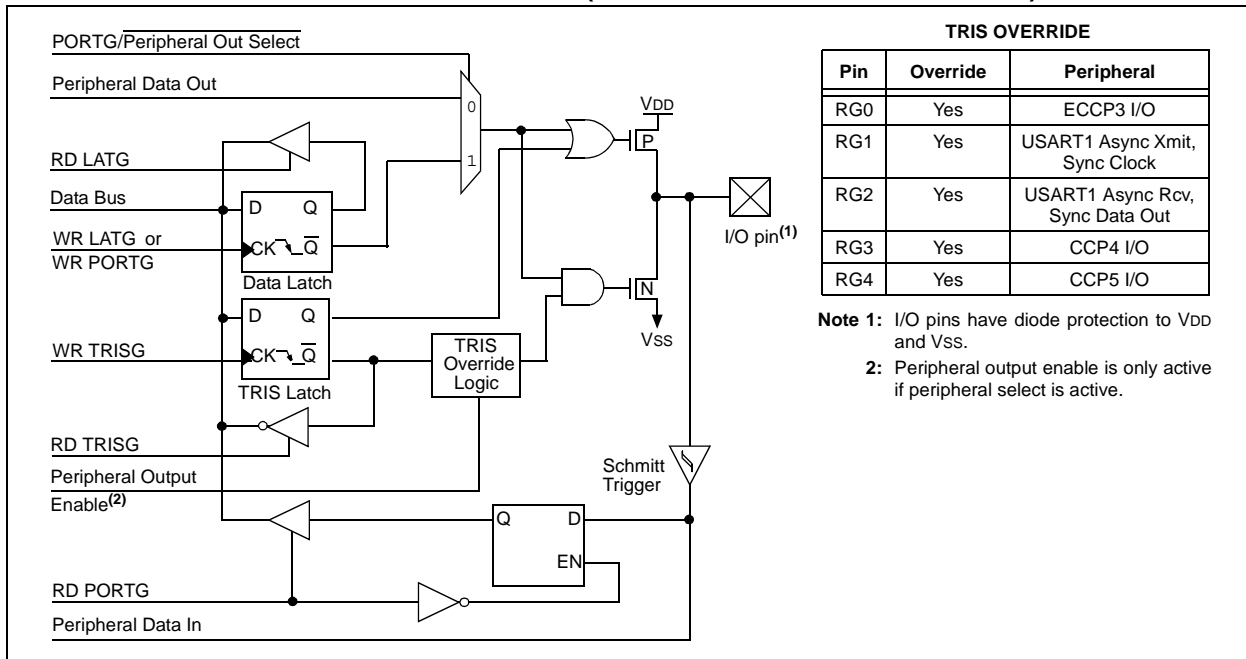 PORTG/Peripheral Out Select
Peripheral Data Out
RD LATG
Data Bus
WR LATG or
WR PORTG
D Q
CK Q
Data Latch
D Q
WR TRISG
CK Q
TRIS Latch
RD TRISG
Peripheral Output
Enable(2)
RD PORTG
Peripheral Data In
0
1
TRIS
Override
Logic
VDD
P
N
VSS
I/O pin(1)
Schmitt
Trigger
Q D
EN
TRIS OVERRIDE
Pin Override Peripheral
RG0 Yes ECCP3 I/O
RG1 Yes USART1 Async Xmit,
Sync Clock
RG2 Yes USART1 Async Rcv,
Sync Data Out
RG3 Yes CCP4 I/O
RG4 Yes CCP5 I/O
Note 1: I/O pins have diode protection to VDD
and VSS.
2: Peripheral output enable is only active
if peripheral select is active.